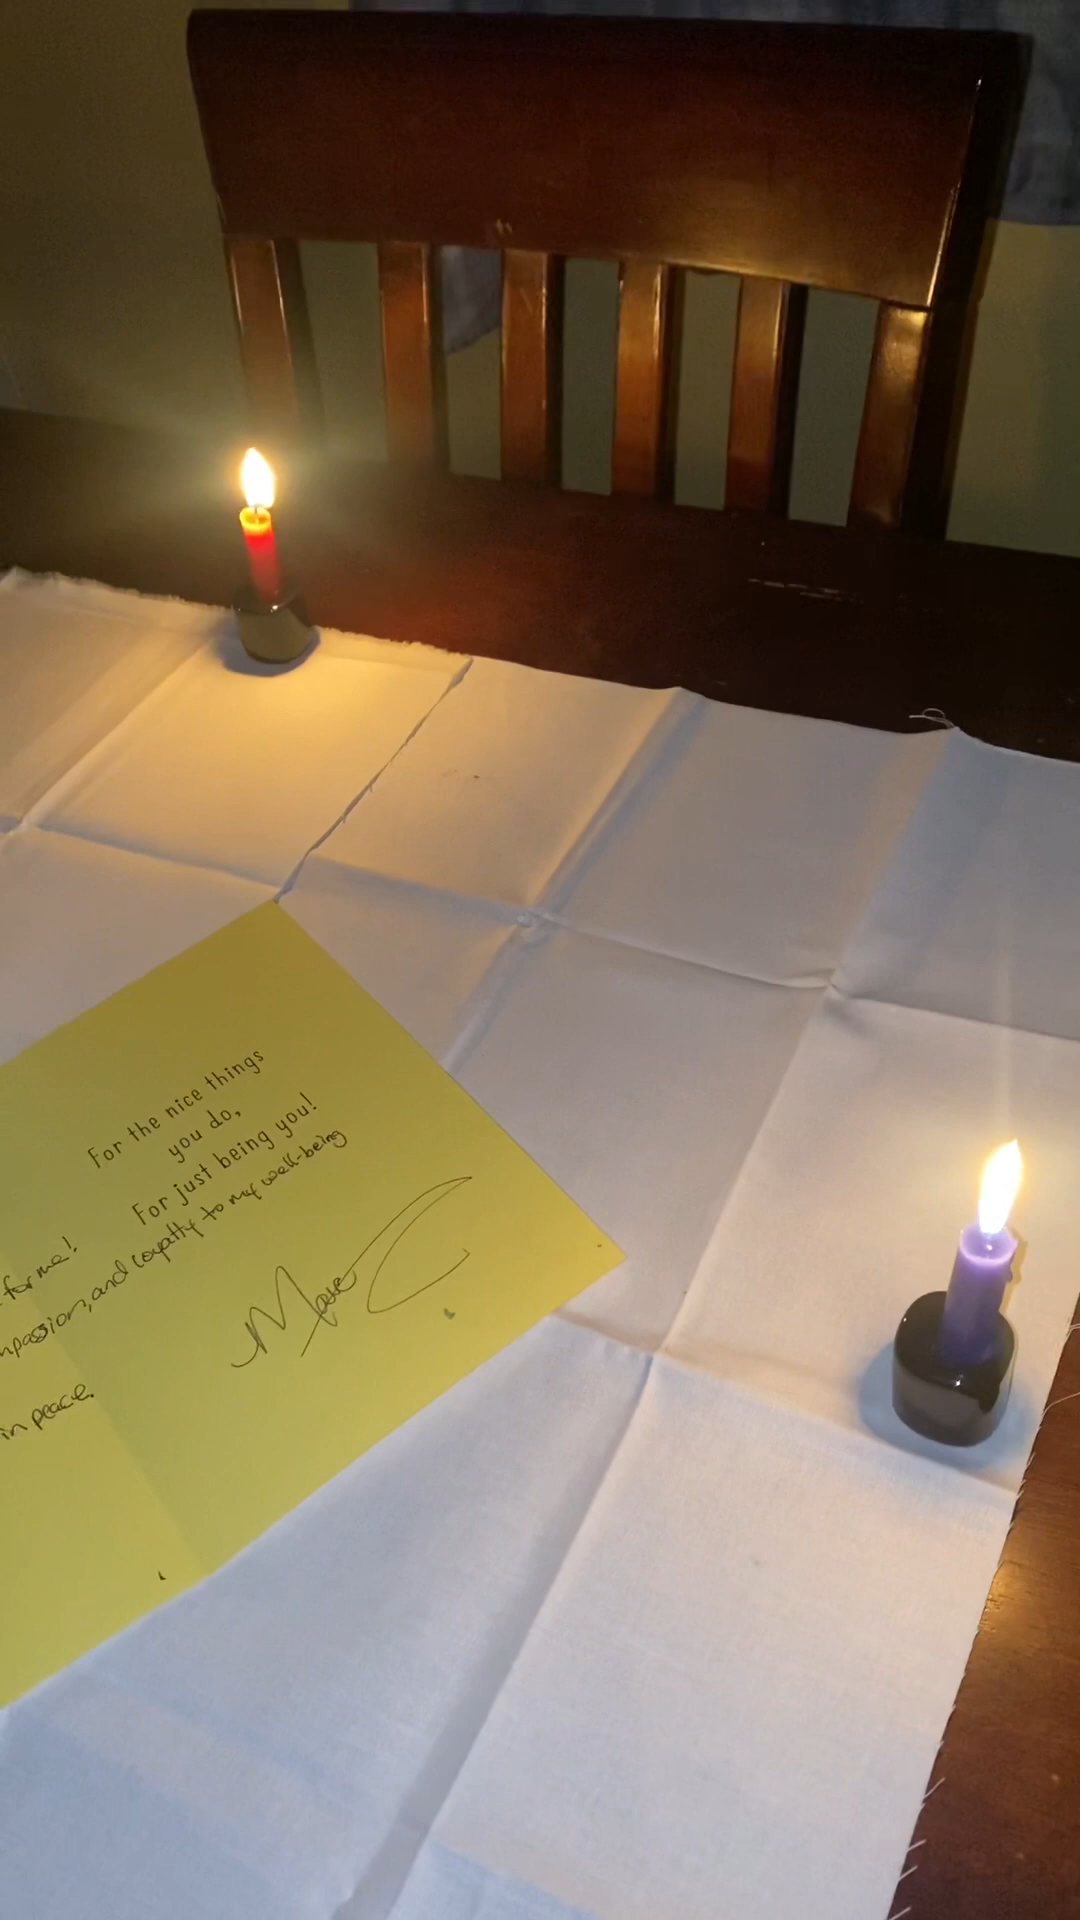 For the nice things
you do,
For just being you!
for me!
mpassion, and loyalty to my well-being
in peace.